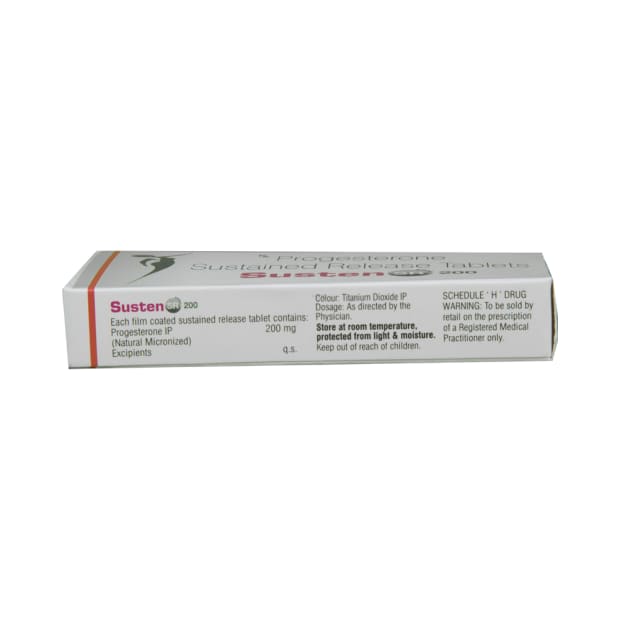 ℞ Progesterone
Sustained Release Tablets
Susten SR 200
Susten SR 200
Each film coated sustained release tablet contains:
Progesterone IP 200 mg
(Natural Micronized)
Excipients q.s.
Colour: Titanium Dioxide IP
Dosage: As directed by the
Physician.
Store at room temperature,
protected from light & moisture.
Keep out of reach of children.
SCHEDULE ' H ' DRUG
WARNING: To be sold by
retail on the prescription
of a Registered Medical
Practitioner only.